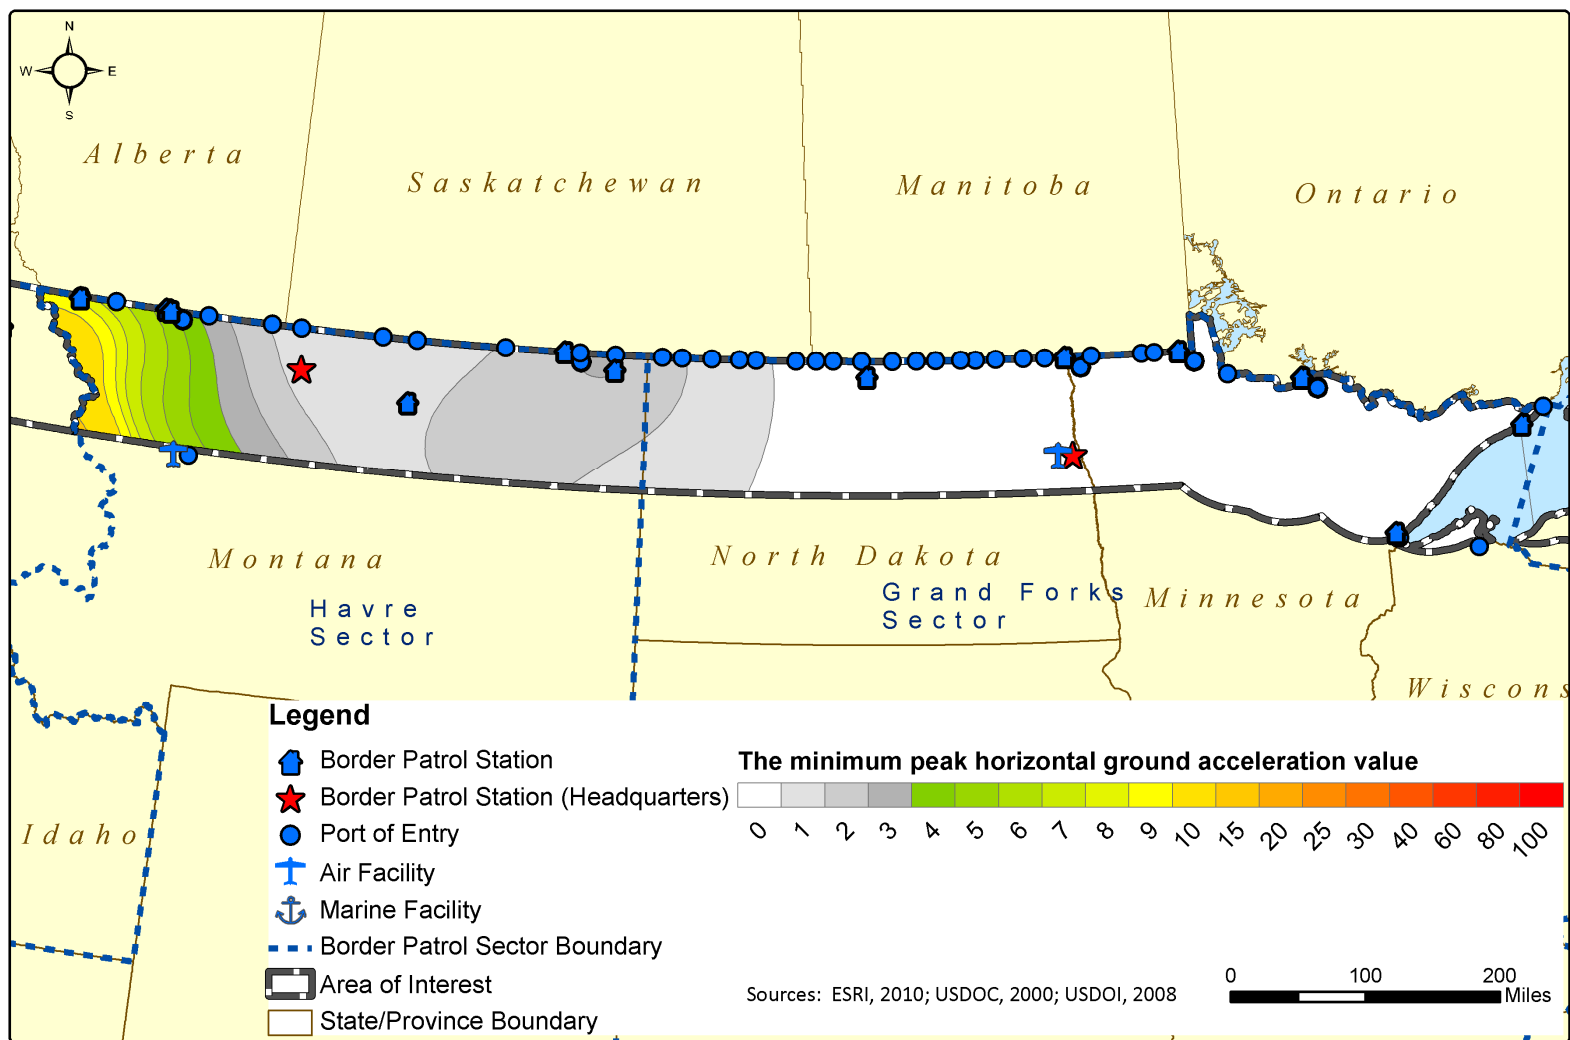 N
W E
S
Alberta
Saskatchewan
Manitoba
Ontario
Montana
North Dakota
Minnesota
Wiscons
Idaho
Havre
Sector
Grand Forks
Sector
Legend
Border Patrol Station
Border Patrol Station (Headquarters)
Port of Entry
Air Facility
Marine Facility
Border Patrol Sector Boundary
Area of Interest
State/Province Boundary
The minimum peak horizontal ground acceleration value
0 1 2 3 4 5 6 7 8 9 10 15 20 25 30 40 60 80 100
Sources: ESRI, 2010; USDOC, 2000; USDOI, 2008
0 100 200
Miles